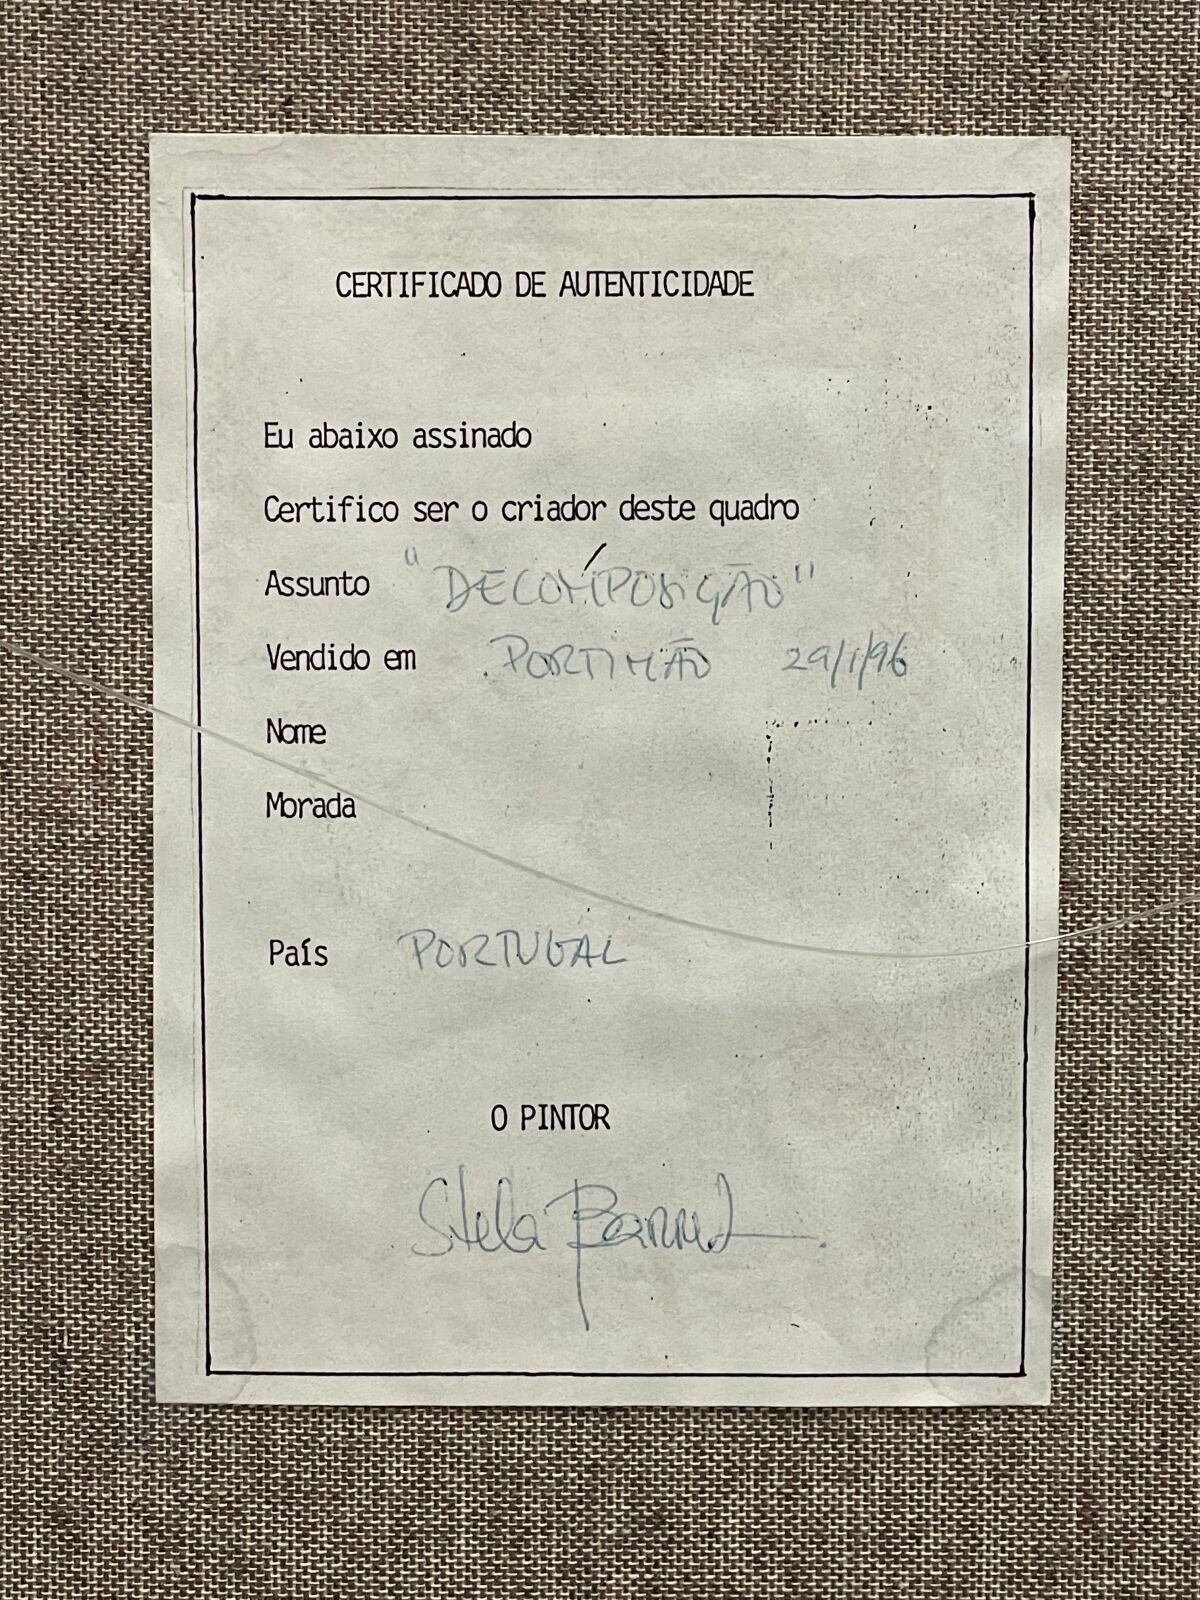 CERTIFICADO DE AUTENTICIDADE
Eu abaixo assinado
Certifico ser o criador deste quadro
Assunto "DECOMPOSIÇÃO"
Vendido em PORTIMÃO 29/1/96
Nome
Morada
País PORTUGAL
O PINTOR
Stela